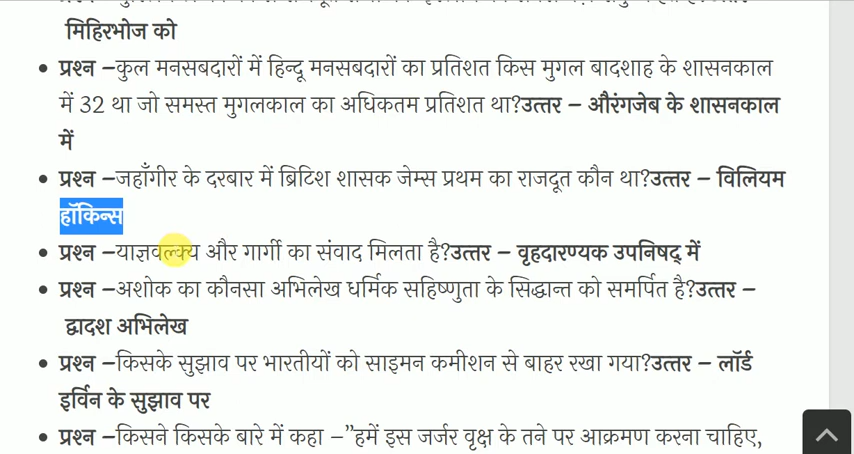 मिहिरभोज को
प्रश्न –कुल मनसबदारों में हिन्दू मनसबदारों का प्रतिशत किस मुगल बादशाह के शासनकाल
में 32 था जो समस्त मुगलकाल का अधिकतम प्रतिशत था?उत्तर – औरंगजेब के शासनकाल
में
प्रश्न –जहाँगीर के दरबार में ब्रिटिश शासक जेम्स प्रथम का राजदूत कौन था?उत्तर – विलियम
हॉकिन्स
प्रश्न –याज्ञवल्क्य और गार्गी का संवाद मिलता है?उत्तर – वृहदारण्यक उपनिषद् में
प्रश्न –अशोक का कौनसा अभिलेख धर्मिक सहिष्णुता के सिद्धान्त को समर्पित है?उत्तर –
द्वादश अभिलेख
प्रश्न –किसके सुझाव पर भारतीयों को साइमन कमीशन से बाहर रखा गया?उत्तर – लॉर्ड
इर्विन के सुझाव पर
प्रश्न –किसने किसके बारे में कहा –”हमें इस जर्जर वृक्ष के तने पर आक्रमण करना चाहिए,